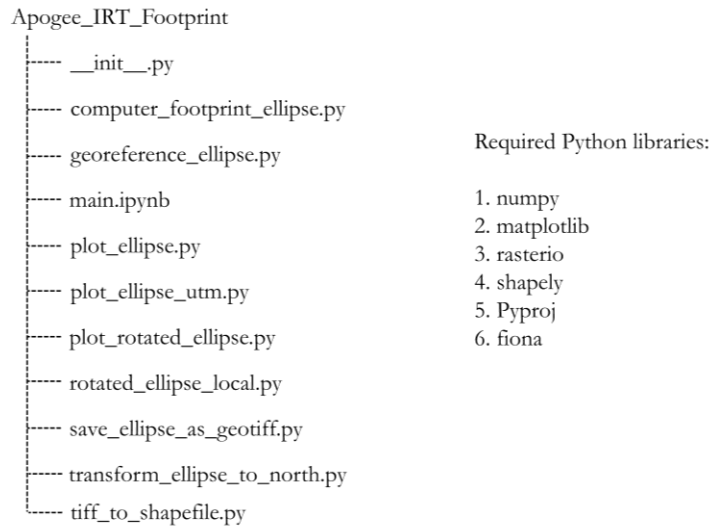 Apogee_IRT_Footprint
__init__.py
computer_footprint_ellipse.py
georeference_ellipse.py
main.ipynb
plot_ellipse.py
plot_ellipse_utm.py
plot_rotated_ellipse.py
rotated_ellipse_local.py
save_ellipse_as_geotiff.py
transform_ellipse_to_north.py
tiff_to_shapefile.py
Required Python libraries:
1. numpy
2. matplotlib
3. rasterio
4. shapely
5. Pyproj
6. fiona